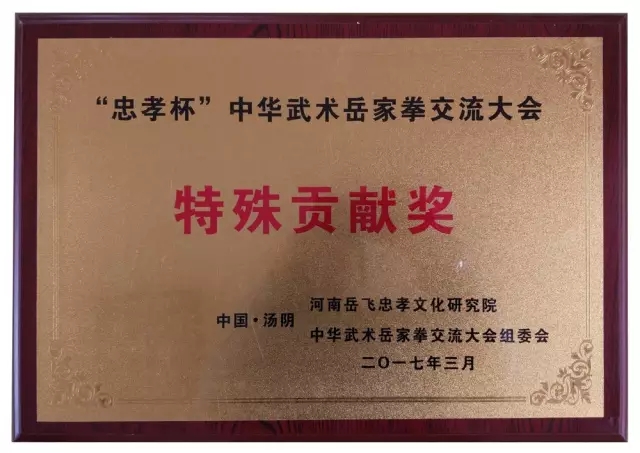 “忠孝杯”中华武术岳家拳交流大会
特殊贡献奖
河南岳飞忠孝文化研究院
中国·汤阴
中华武术岳家拳交流大会组委会
二〇一七年三月